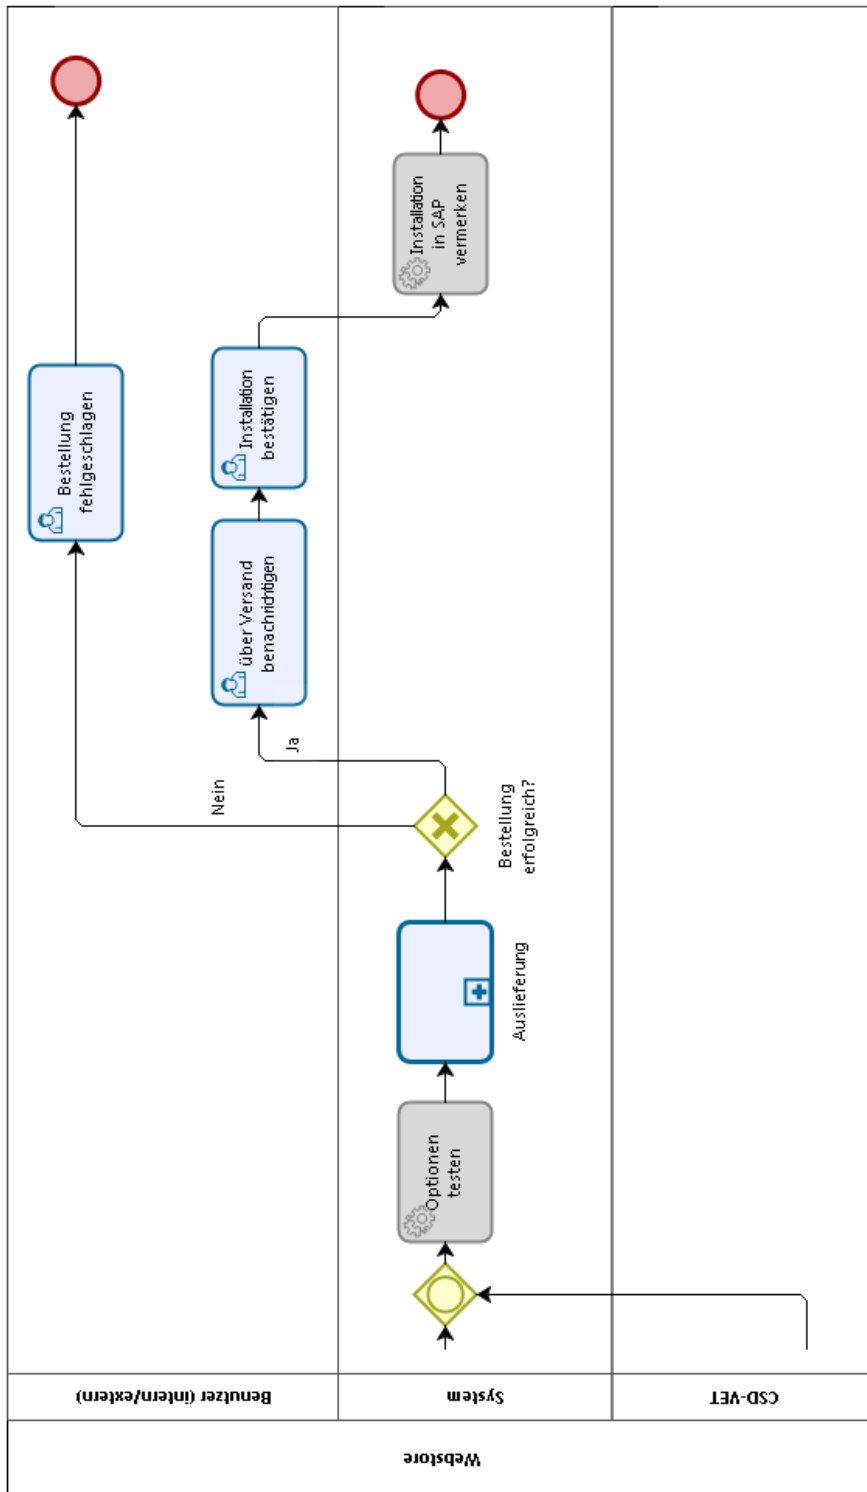 Webstore
Benutzer (intern/extern)
System
CSD-VET
Bestellung
fehlgeschlagen
Nein
Ja
über Versand
benachrichtigen
Installation
bestätigen
Installation
in SAP
vermerken
Optionen
testen
Auslieferung
Bestellung
erfolgreich?